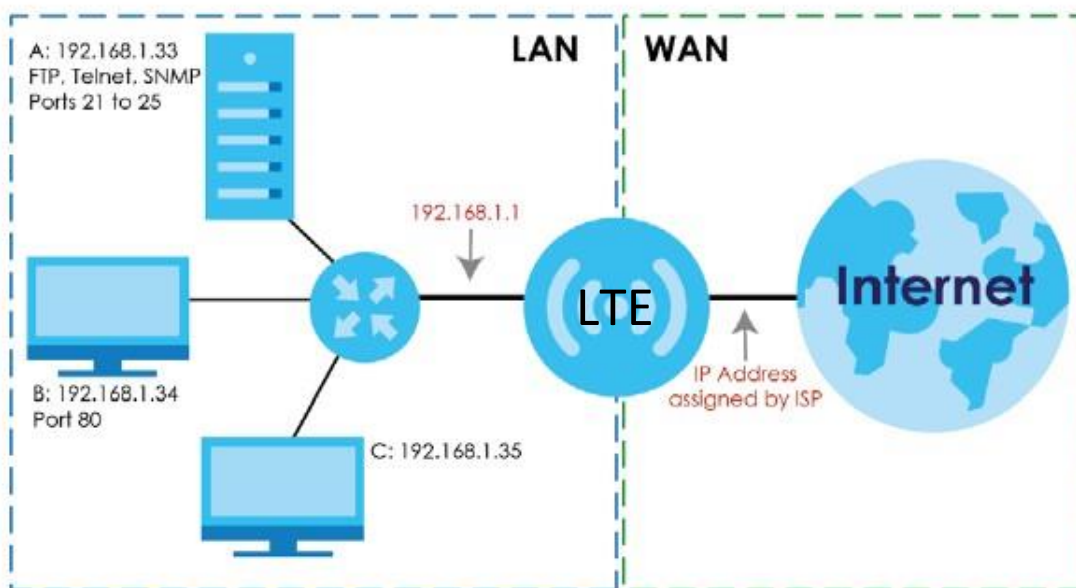 LAN
WAN
A: 192.168.1.33
FTP, Telnet, SNMP
Ports 21 to 25
192.168.1.1
LTE
Internet
IP Address
assigned by ISP
B: 192.168.1.34
Port 80
C: 192.168.1.35